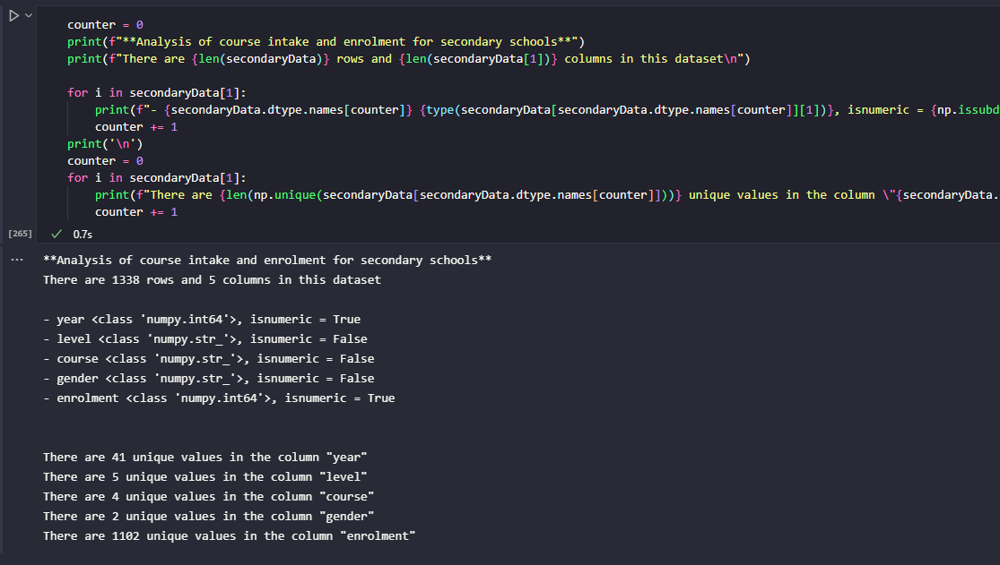 counter = 0
print(f"**Analysis of course intake and enrolment for secondary schools**")
print(f"There are {len(secondaryData)} rows and {len(secondaryData[1])} columns in this dataset\n")
for i in secondaryData[1]:
print(f"- {secondaryData.dtype.names[counter]} {type(secondaryData[secondaryData.dtype.names[counter]][1])}, isnumeric = {np.issubd
counter += 1
print('\n')
counter = 0
for i in secondaryData[1]:
print(f"There are {len(np.unique(secondaryData[secondaryData.dtype.names[counter]]))} unique values in the column \"{secondaryData.
counter += 1
[265] 0.7s
**Analysis of course intake and enrolment for secondary schools**
There are 1338 rows and 5 columns in this dataset
- year <class 'numpy.int64'>, isnumeric = True
- level <class 'numpy.str_'>, isnumeric = False
- course <class 'numpy.str_'>, isnumeric = False
- gender <class 'numpy.str_'>, isnumeric = False
- enrolment <class 'numpy.int64'>, isnumeric = True
There are 41 unique values in the column "year"
There are 5 unique values in the column "level"
There are 4 unique values in the column "course"
There are 2 unique values in the column "gender"
There are 1102 unique values in the column "enrolment"